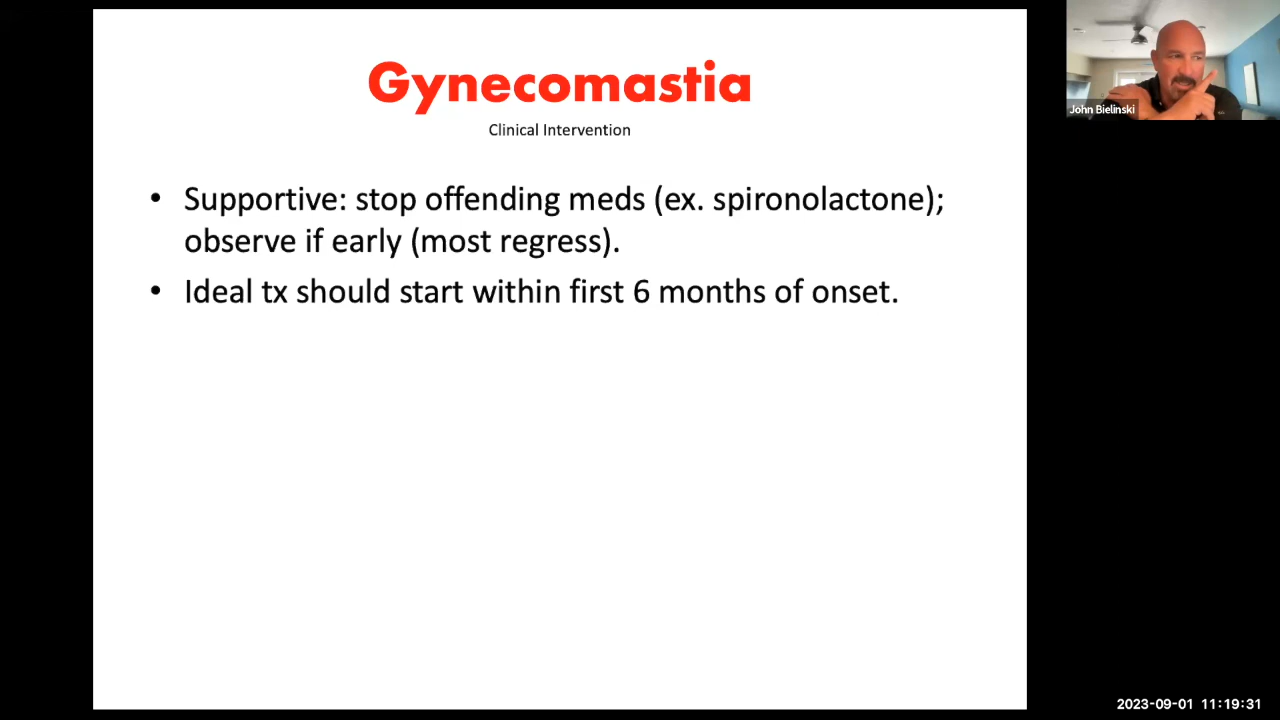 Gynecomastia
Clinical Intervention
• Supportive: stop offending meds (ex. spironolactone);
observe if early (most regress).
• Ideal tx should start within first 6 months of onset.
John Bielinski
2023-09-01 11:19:31